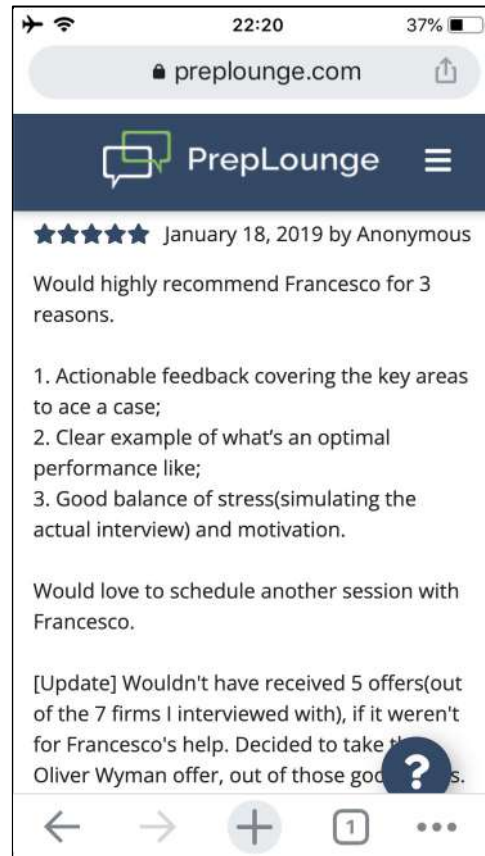 22:20
37%
preplounge.com
PrepLounge
January 18, 2019 by Anonymous
Would highly recommend Francesco for 3
reasons.
1. Actionable feedback covering the key areas
to ace a case;
2. Clear example of what's an optimal
performance like;
3. Good balance of stress(simulating the
actual interview) and motivation.
Would love to schedule another session with
Francesco.
[Update] Wouldn't have received 5 offers(out
of the 7 firms I interviewed with), if it weren't
for Francesco's help. Decided to take
Oliver Wyman offer, out of those
?
1